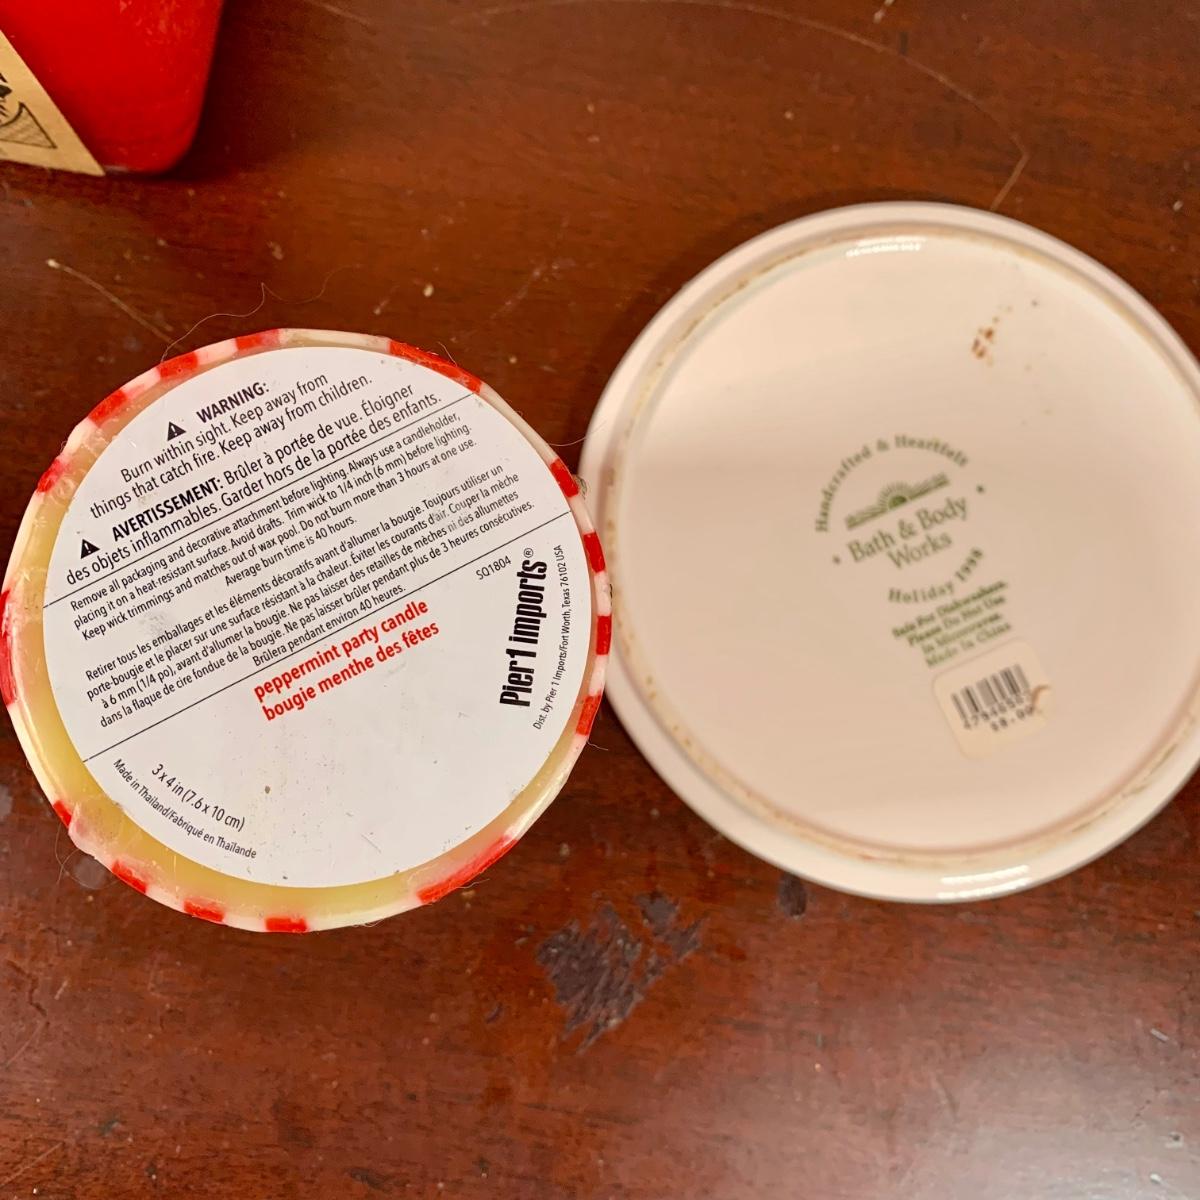 WARNING:
Burn within sight. Keep away from
things that catch fire. Keep away from children.
AVERTISSEMENT: Brûler à portée de vue. Éloigner
des objets inflammables. Garder hors de la portée des enfants.
Remove all packaging and decorative attachment before lighting. Always use a candleholder,
placing it on a heat-resistant surface. Avoid drafts. Trim wick to 1/4 inch (6 mm) before lighting.
Keep wick trimmings and matches out of wax pool. Do not burn more than 3 hours at one use.
Average burn time is 40 hours.
Retirer tous les emballages et les éléments décoratifs avant d'allumer la bougie. Toujours utiliser un
porte-bougie et le placer sur une surface résistant à la chaleur. Éviter les courants d'air. Couper la mèche
à 6 mm (1/4 po), avant d'allumer la bougie. Ne pas laisser des retailles de mèches ni des allumettes
dans la flaque de cire fondue de la bougie. Ne pas laisser brûler pendant plus de 3 heures consécutives.
Brûlera pendant environ 40 heures.
SQ1804
peppermint party candle
bougie menthe des fêtes
Pier 1 imports®
Dist. by Pier 1 Imports/Fort Worth, Texas 76102 USA
3 x 4 in (7.6 x 10 cm)
Made in Thailand/Fabriqué en Thaïlande
Handcrafted & Heartfelt
Bath & Body
Works
Holiday 1998
Safe For Dishwasher.
Please Do Not Use
in Microwave.
Made in China